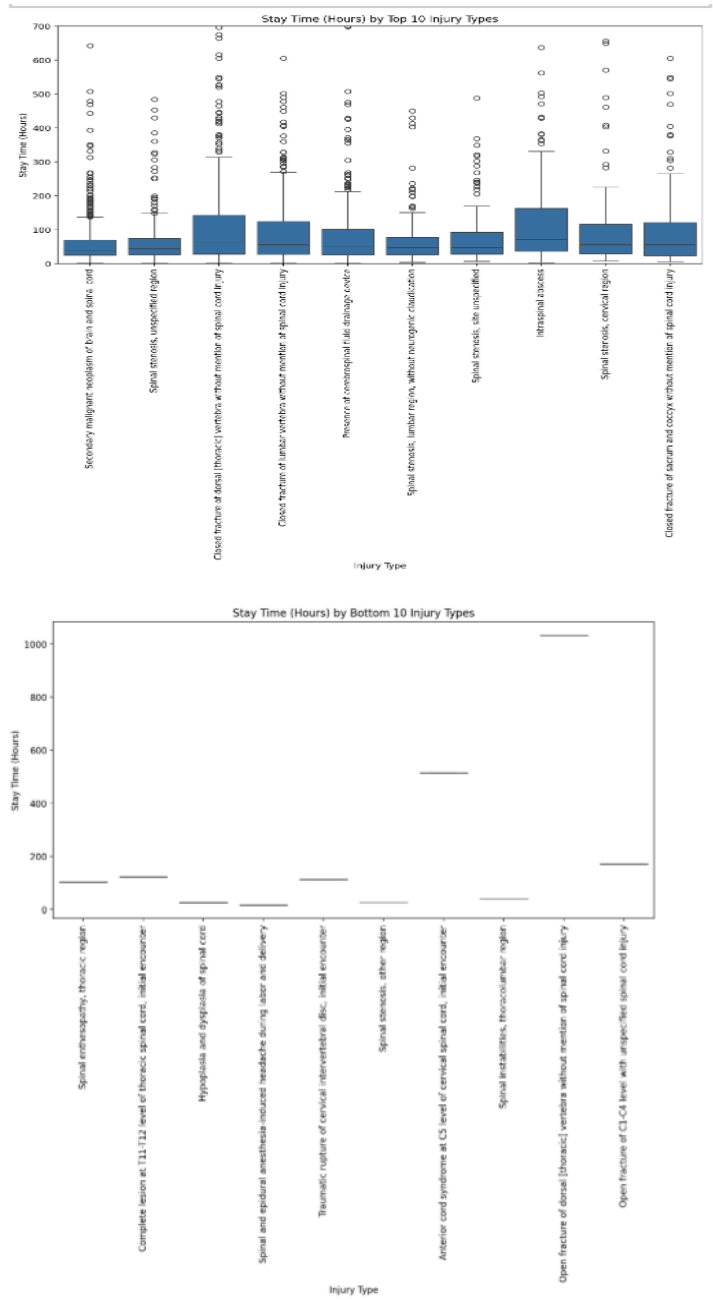 Stay Time (Hours) by Top 10 Injury Types
700
600
500
400
300
200
100
0
Stay Time (Hours)
Secondary malignant neoplasm of brain and spinal cord
Spinal stenosis, unspecified region
Closed fracture of dorsal [thoracic] vertebra without mention of spinal cord injury
Closed fracture of lumbar vertebra without mention of spinal cord injury
Presence of cerebrospinal fluid drainage device
Spinal stenosis, lumbar region, without neurogenic claudication
Spinal stenosis, site unspecified
Intraspinal abscess
Spinal stenosis, cervical region
Closed fracture of sacrum and coccyx without mention of spinal cord injury
Injury Type
Stay Time (Hours) by Bottom 10 Injury Types
1000
800
600
400
200
0
Stay Time (Hours)
Spinal enthesopathy, thoracic region
Complete lesion at T11-T12 level of thoracic spinal cord, initial encounter
Hypoplasia and dysplasia of spinal cord
Spinal and epidural anesthesia-induced headache during labor and delivery
Traumatic rupture of cervical intervertebral disc, initial encounter
Spinal stenosis, other region
Anterior cord syndrome at C5 level of cervical spinal cord, initial encounter
Spinal instabilities, thoracolumbar region
Open fracture of dorsal [thoracic] vertebra without mention of spinal cord injury
Open fracture of C1-C4 level with unspecified spinal cord injury
Injury Type